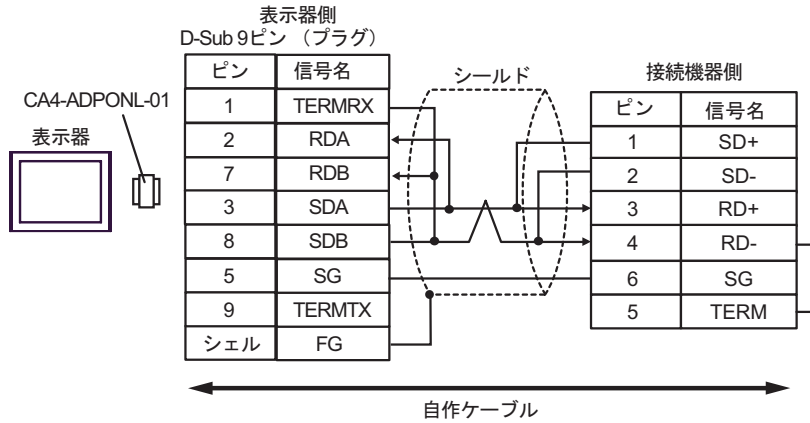 表示器側
D-Sub 9ピン （プラグ）
CA4-ADPONL-01
表示器
ピン 信号名
1 TERMRX
2 RDA
7 RDB
3 SDA
8 SDB
5 SG
9 TERMTX
シェル FG
シールド
接続機器側
ピン 信号名
1 SD+
2 SD-
3 RD+
4 RD-
6 SG
5 TERM
自作ケーブル